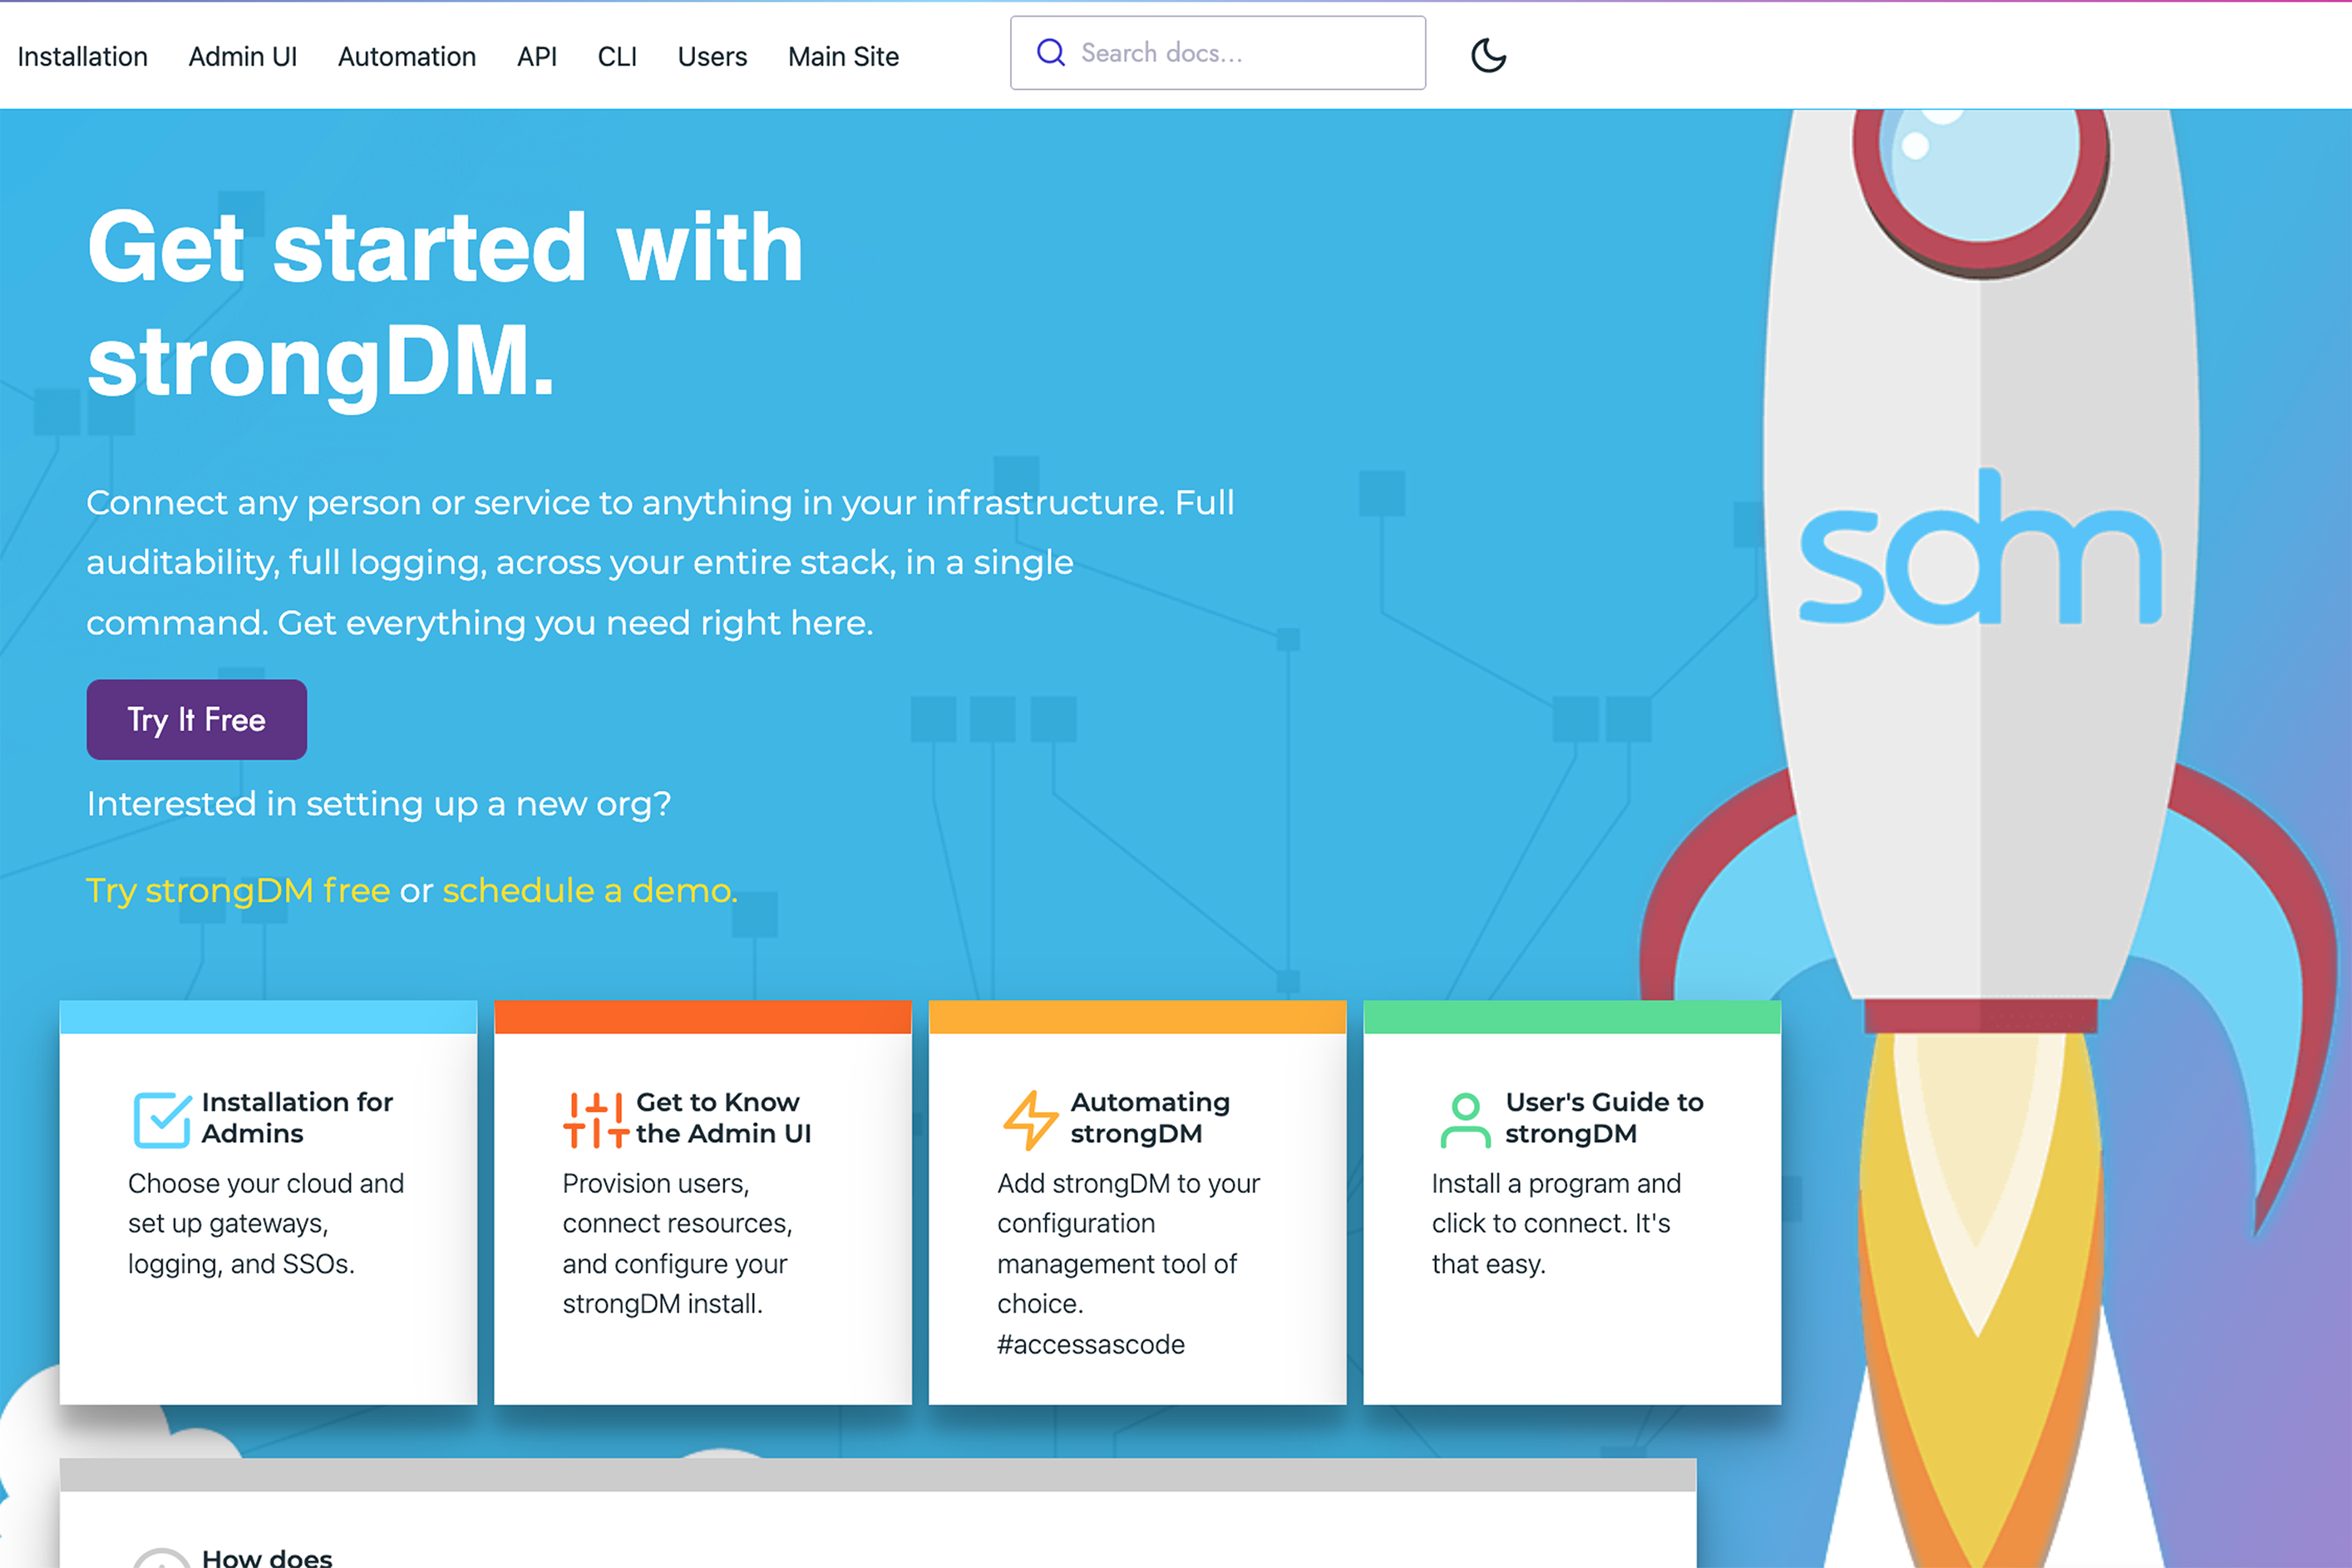 Installation Admin UI Automation API CLI Users Main Site Search docs...
Get started with
strongDM.
Connect any person or service to anything in your infrastructure. Full
auditability, full logging, across your entire stack, in a single
command. Get everything you need right here.
Try It Free
Interested in setting up a new org?
Try strongDM free or schedule a demo.
sdm
Installation for
Admins
Choose your cloud and
set up gateways,
logging, and SSOs.
Get to Know
the Admin UI
Provision users,
connect resources,
and configure your
strongDM install.
Automating
strongDM
Add strongDM to your
configuration
management tool of
choice.
#accessascode
User's Guide to
strongDM
Install a program and
click to connect. It's
that easy.
How does